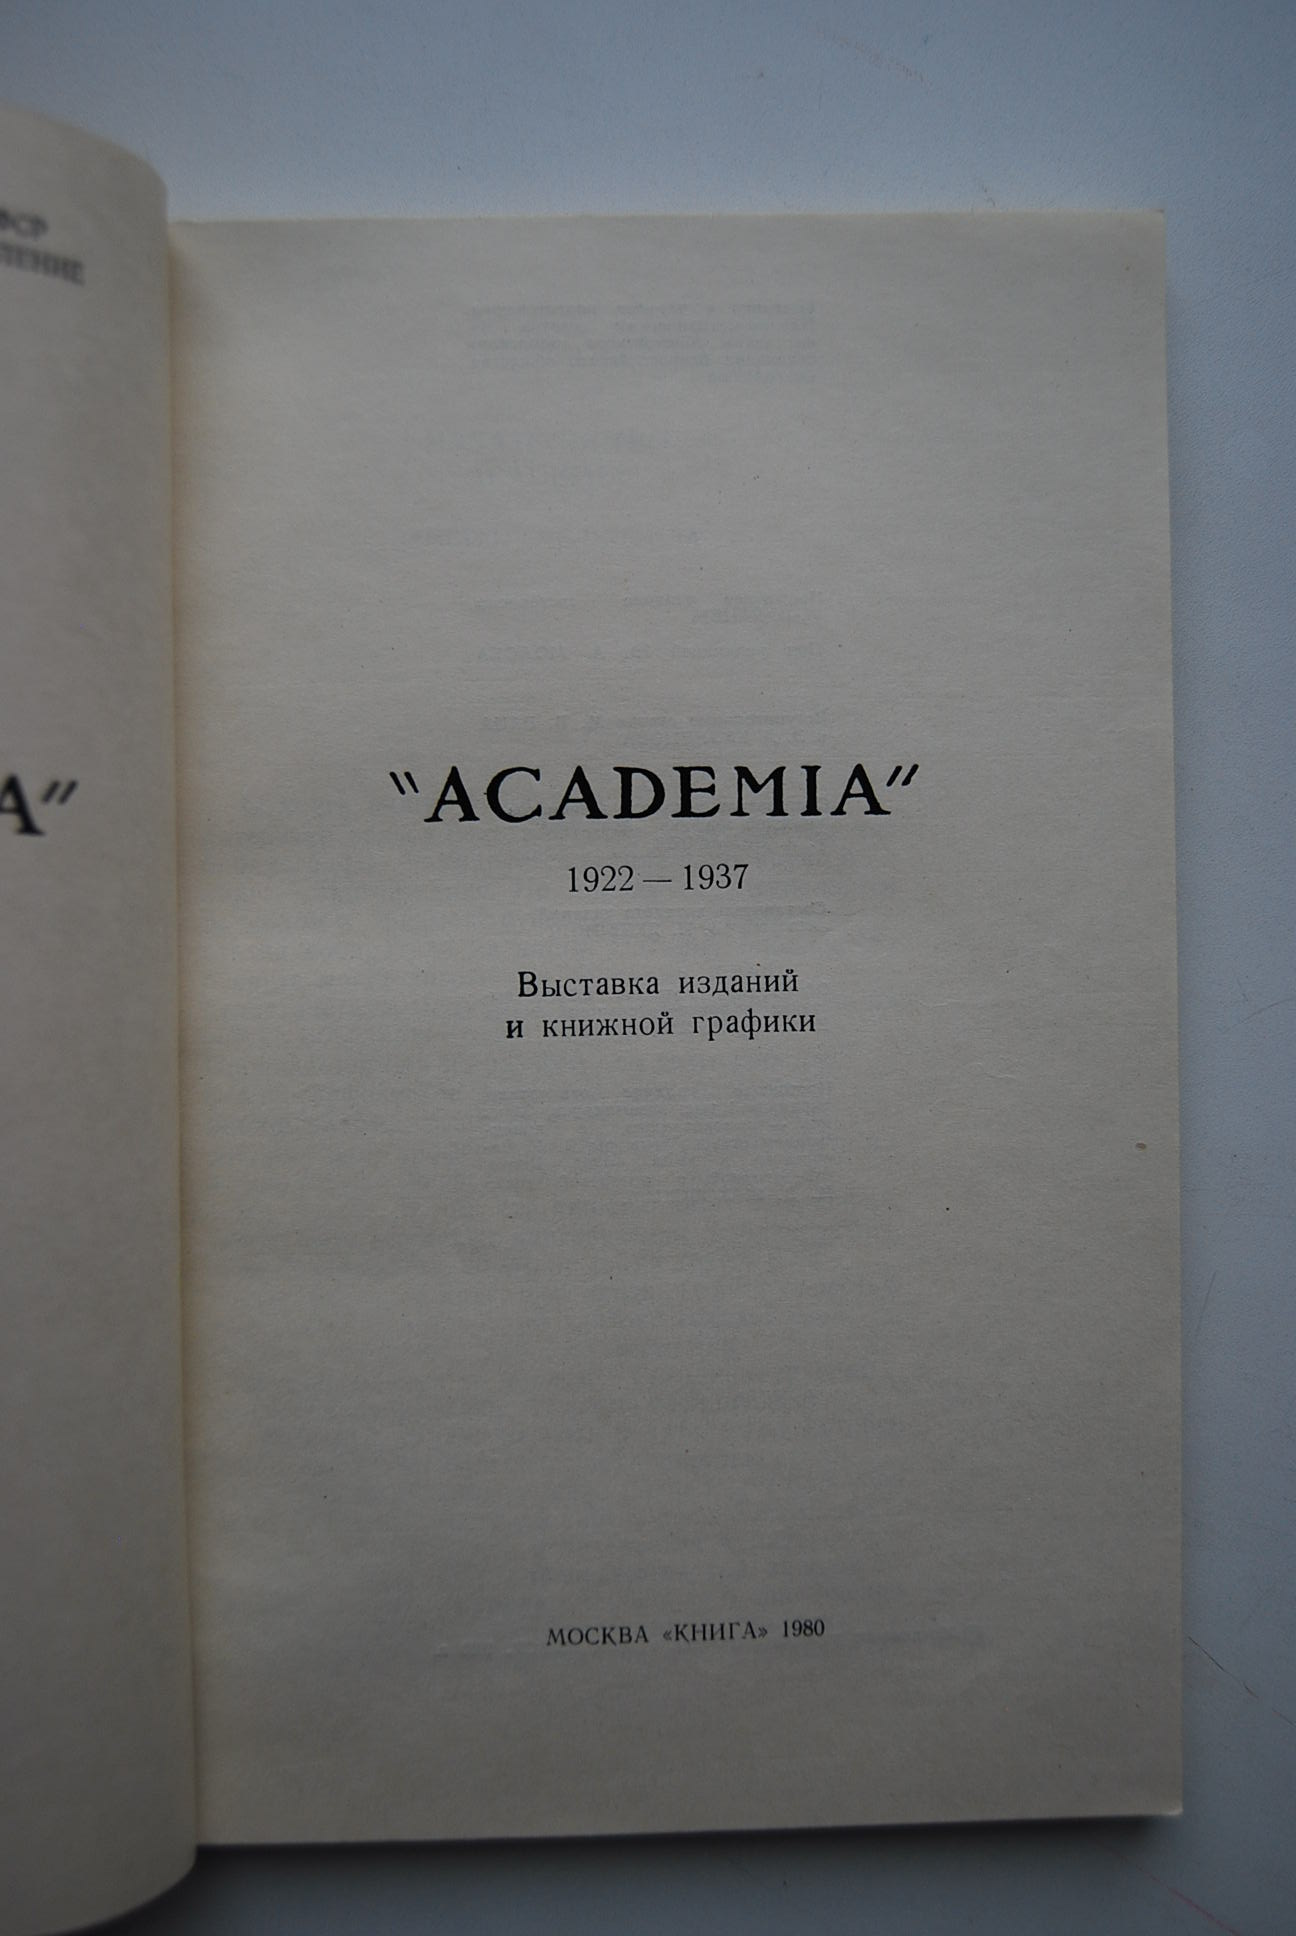 "ACADEMIA"
1922 — 1937
Выставка изданий
и книжной графики
МОСКВА «КНИГА» 1980